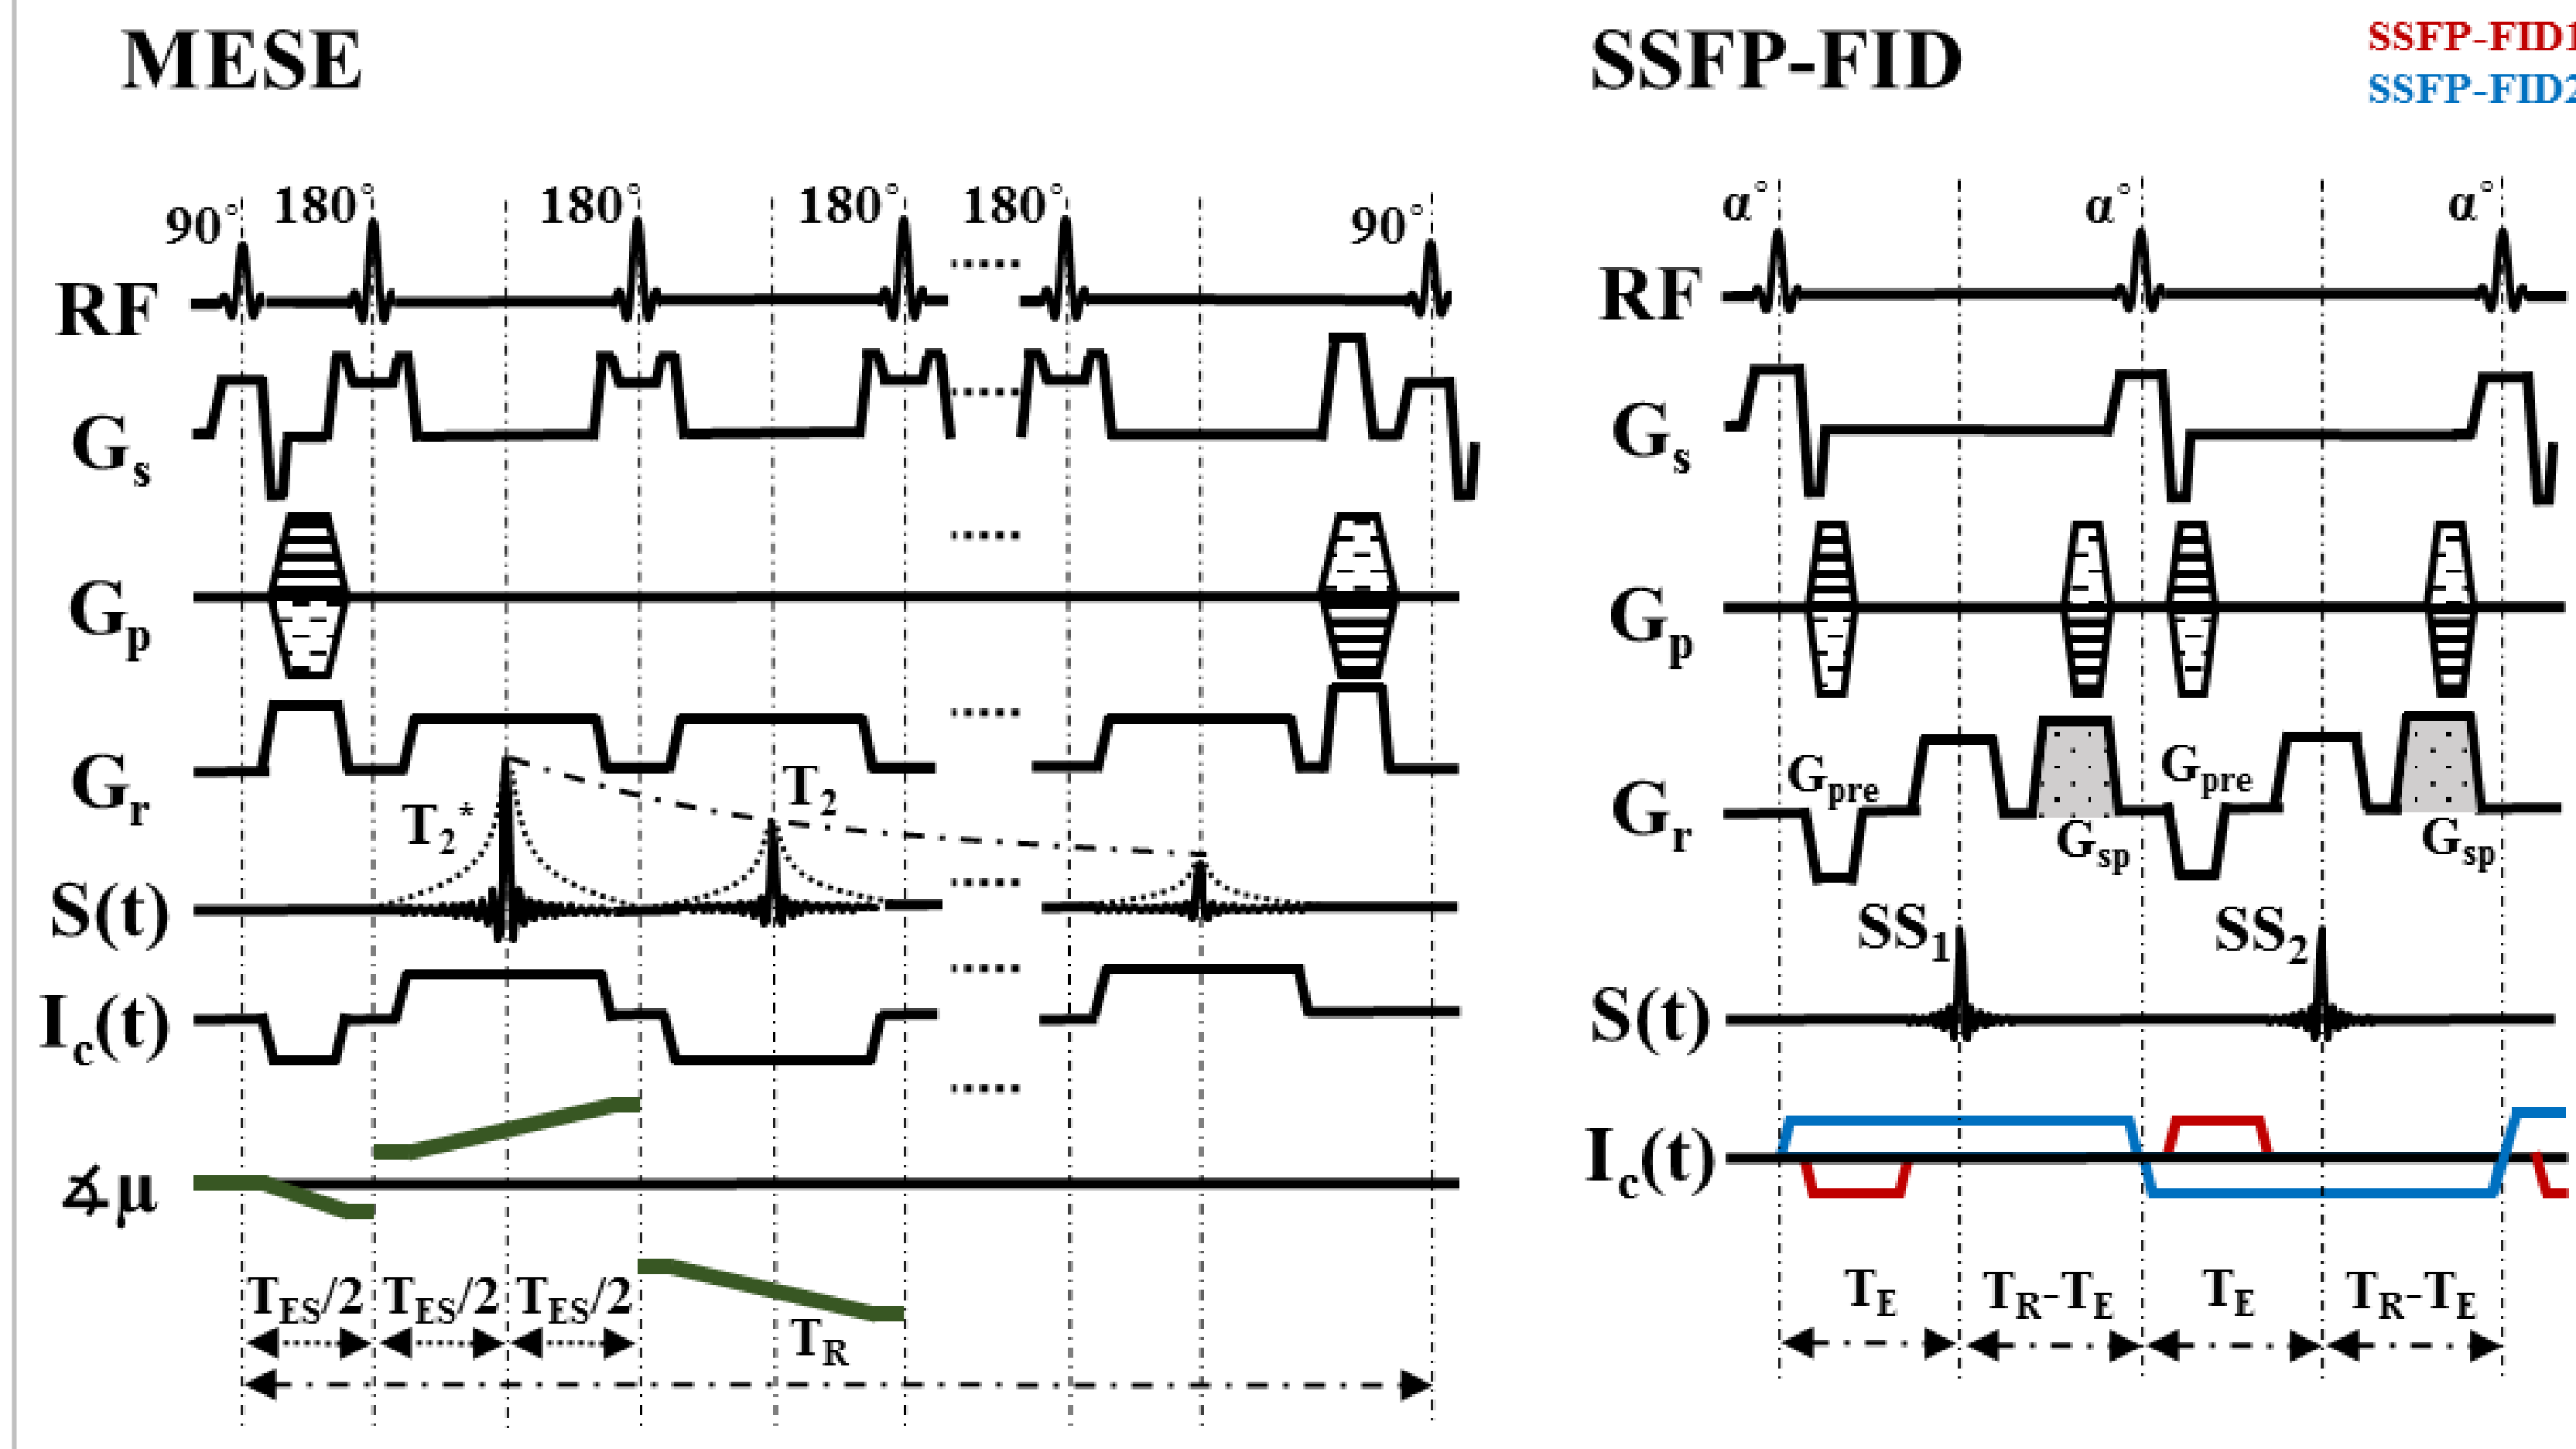 MESE
SSFP-FID
SSFP-FID1
SSFP-FID2
90° 180° 180° 180° 180° 90°
α° α° α°
RF
RF
.....
Gs
Gs
.....
Gp
Gp
.....
Gr
Gr
.....
Gpre Gsp Gpre Gsp
T2* T2
S(t)
S(t)
.....
SS1 SS2
Ic(t)
Ic(t)
.....
∡μ
.....
TES/2 TES/2 TES/2
TR
TE TR-TE TE TR-TE